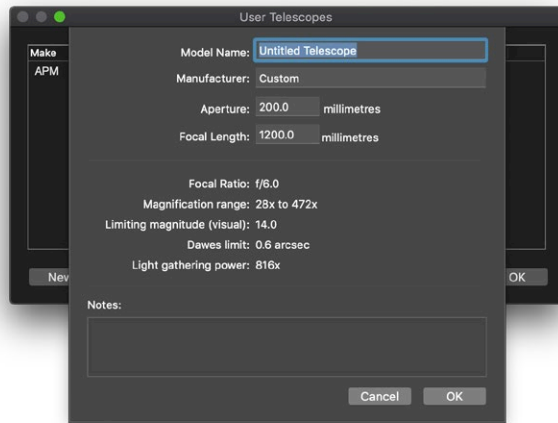 User Telescopes
Make
APM
Model Name: Untitled Telescope
Manufacturer: Custom
Aperture: 200.0 millimetres
Focal Length: 1200.0 millimetres
Focal Ratio: f/6.0
Magnification range: 28x to 472x
Limiting magnitude (visual): 14.0
Dawes limit: 0.6 arcsec
Light gathering power: 816x
New
OK
Notes:
Cancel OK